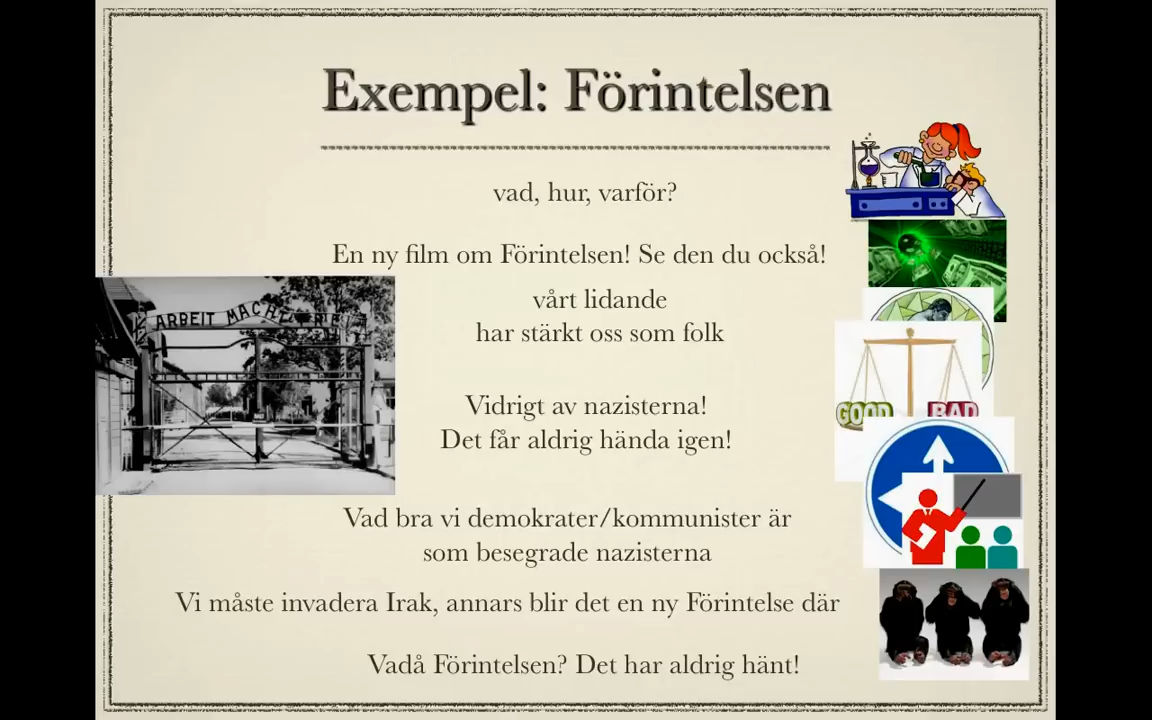 Exempel: Förintelsen
vad, hur, varför?
En ny film om Förintelsen! Se den du också!
vårt lidande
har stärkt oss som folk
ARBEIT MACHT FREI
GOOD BAD
Vidrigt av nazisterna!
Det får aldrig hända igen!
Vad bra vi demokrater/kommunister är
som besegrade nazisterna
Vi måste invadera Irak, annars blir det en ny Förintelse där
Vadå Förintelsen? Det har aldrig hänt!